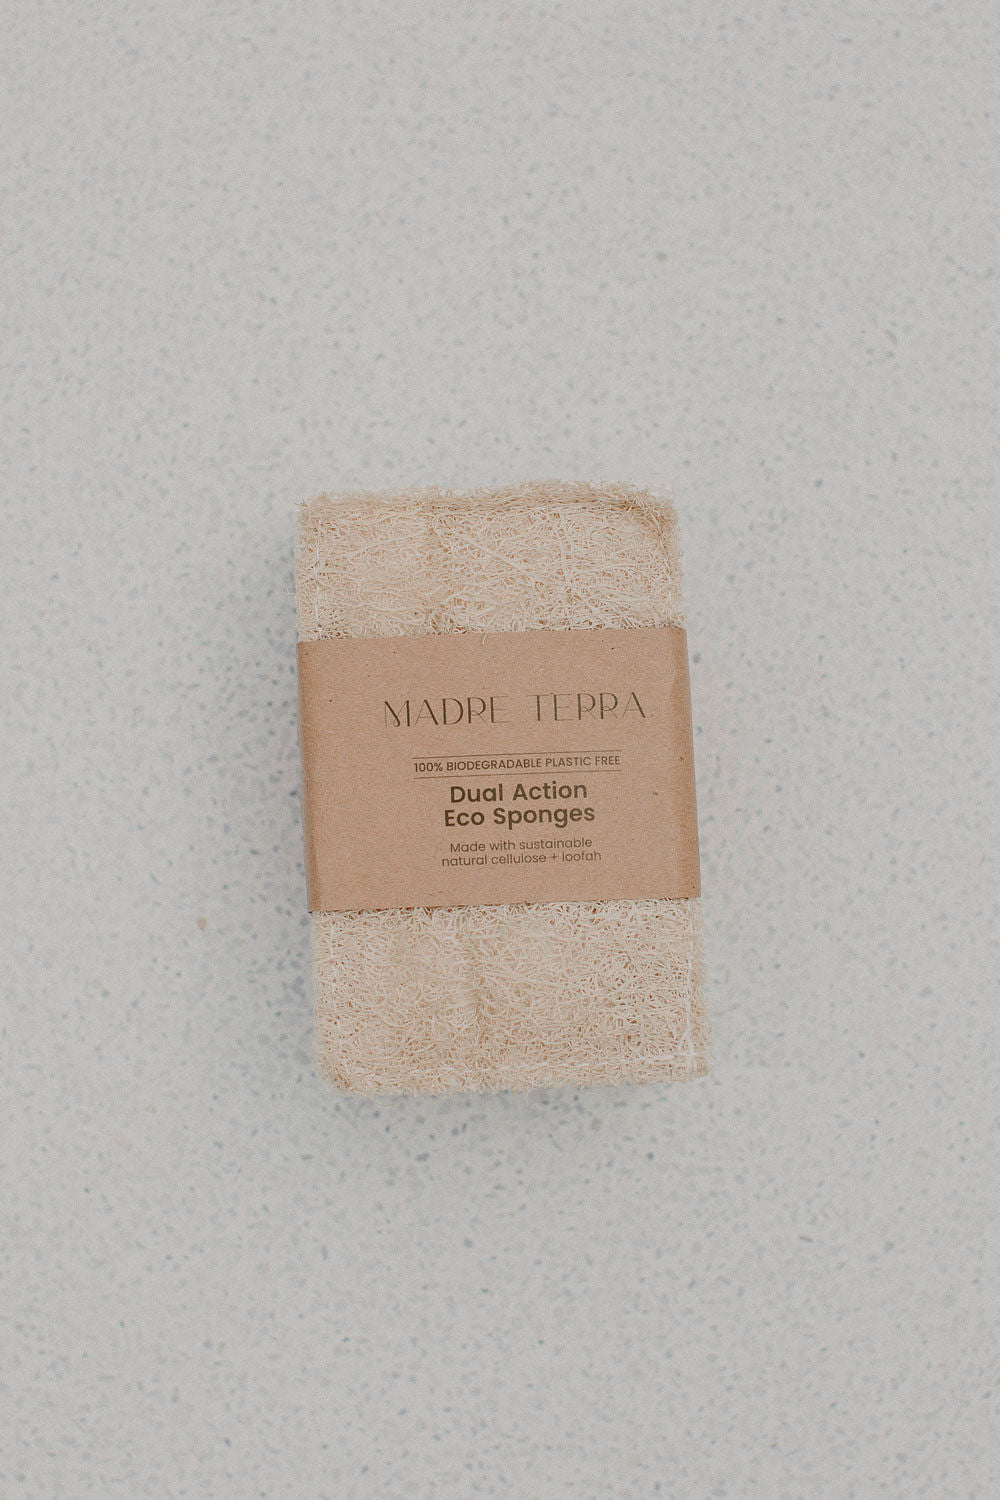 MADRE TERRA
100% BIODEGRADABLE PLASTIC FREE
Dual Action
Eco Sponges
Made with sustainable
natural cellulose + loofah